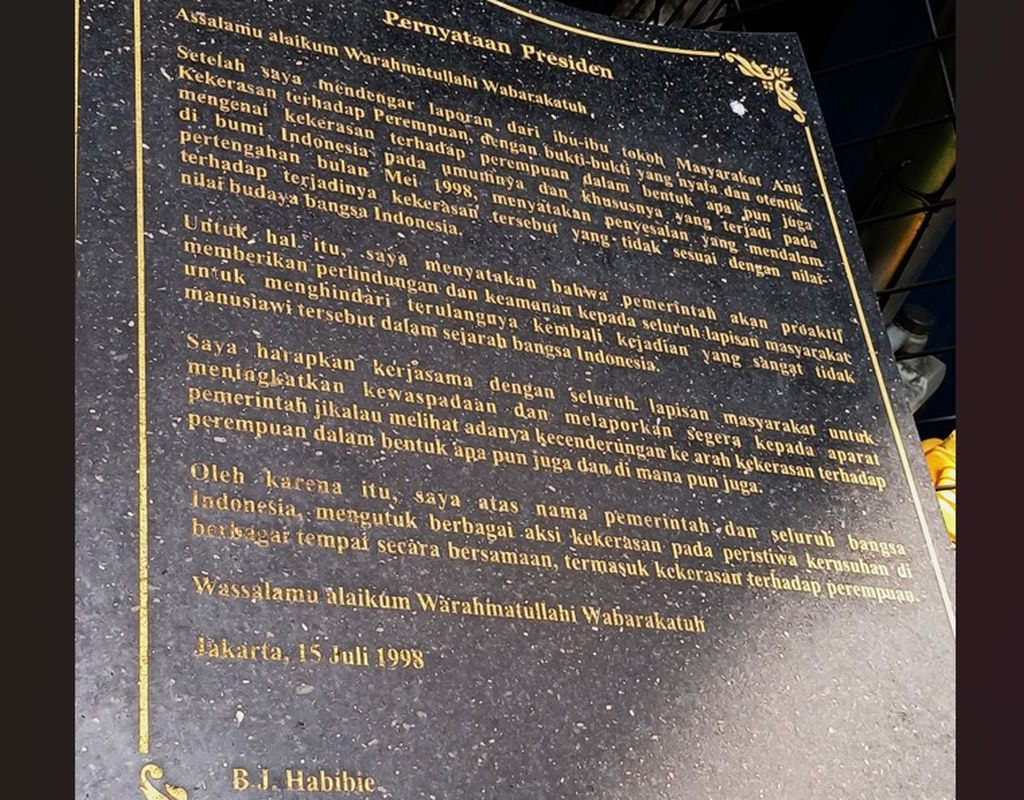 Pernyataan Presiden
Assalamu alaikum Warahmatullahi Wabarakatuh,
Setelah saya mendengar laporan dari ibu-ibu tokoh Masyarakat Anti
Kekerasan terhadap Perempuan, dengan bukti-bukti yang nyata dan otentik
mengenai kekerasan terhadap perempuan dalam bentuk apa pun juga
di bumi Indonesia pada umumnya dan khususnya yang terjadi pada
pertengahan bulan Mei 1998, menyatakan penyesalan yang mendalam
terhadap terjadinya kekerasan tersebut yang tidak sesuai dengan nilai-
nilai budaya bangsa Indonesia.
Untuk hal itu, saya menyatakan bahwa pemerintah akan proaktif
memberikan perlindungan dan keamanan kepada seluruh lapisan masyarakat
untuk menghindari terulangnya kembali kejadian yang sangat tidak
manusiawi tersebut dalam sejarah bangsa Indonesia.
Saya harapkan kerjasama dengan seluruh lapisan masyarakat untuk
meningkatkan kewaspadaan dan melaporkan segera kepada aparat
pemerintah jikalau melihat adanya kecenderungan ke arah kekerasan terhadap
perempuan dalam bentuk apa pun juga dan di mana pun juga.
Oleh karena itu, saya atas nama pemerintah dan seluruh bangsa
Indonesia, mengutuk berbagai aksi kekerasan pada peristiwa kerusuhan di
berbagai tempat secara bersamaan, termasuk kekerasan terhadap perempuan.
Wassalamu alaikum Warahmatullahi Wabarakatuh
Jakarta, 15 Juli 1998
B.J. Habibie